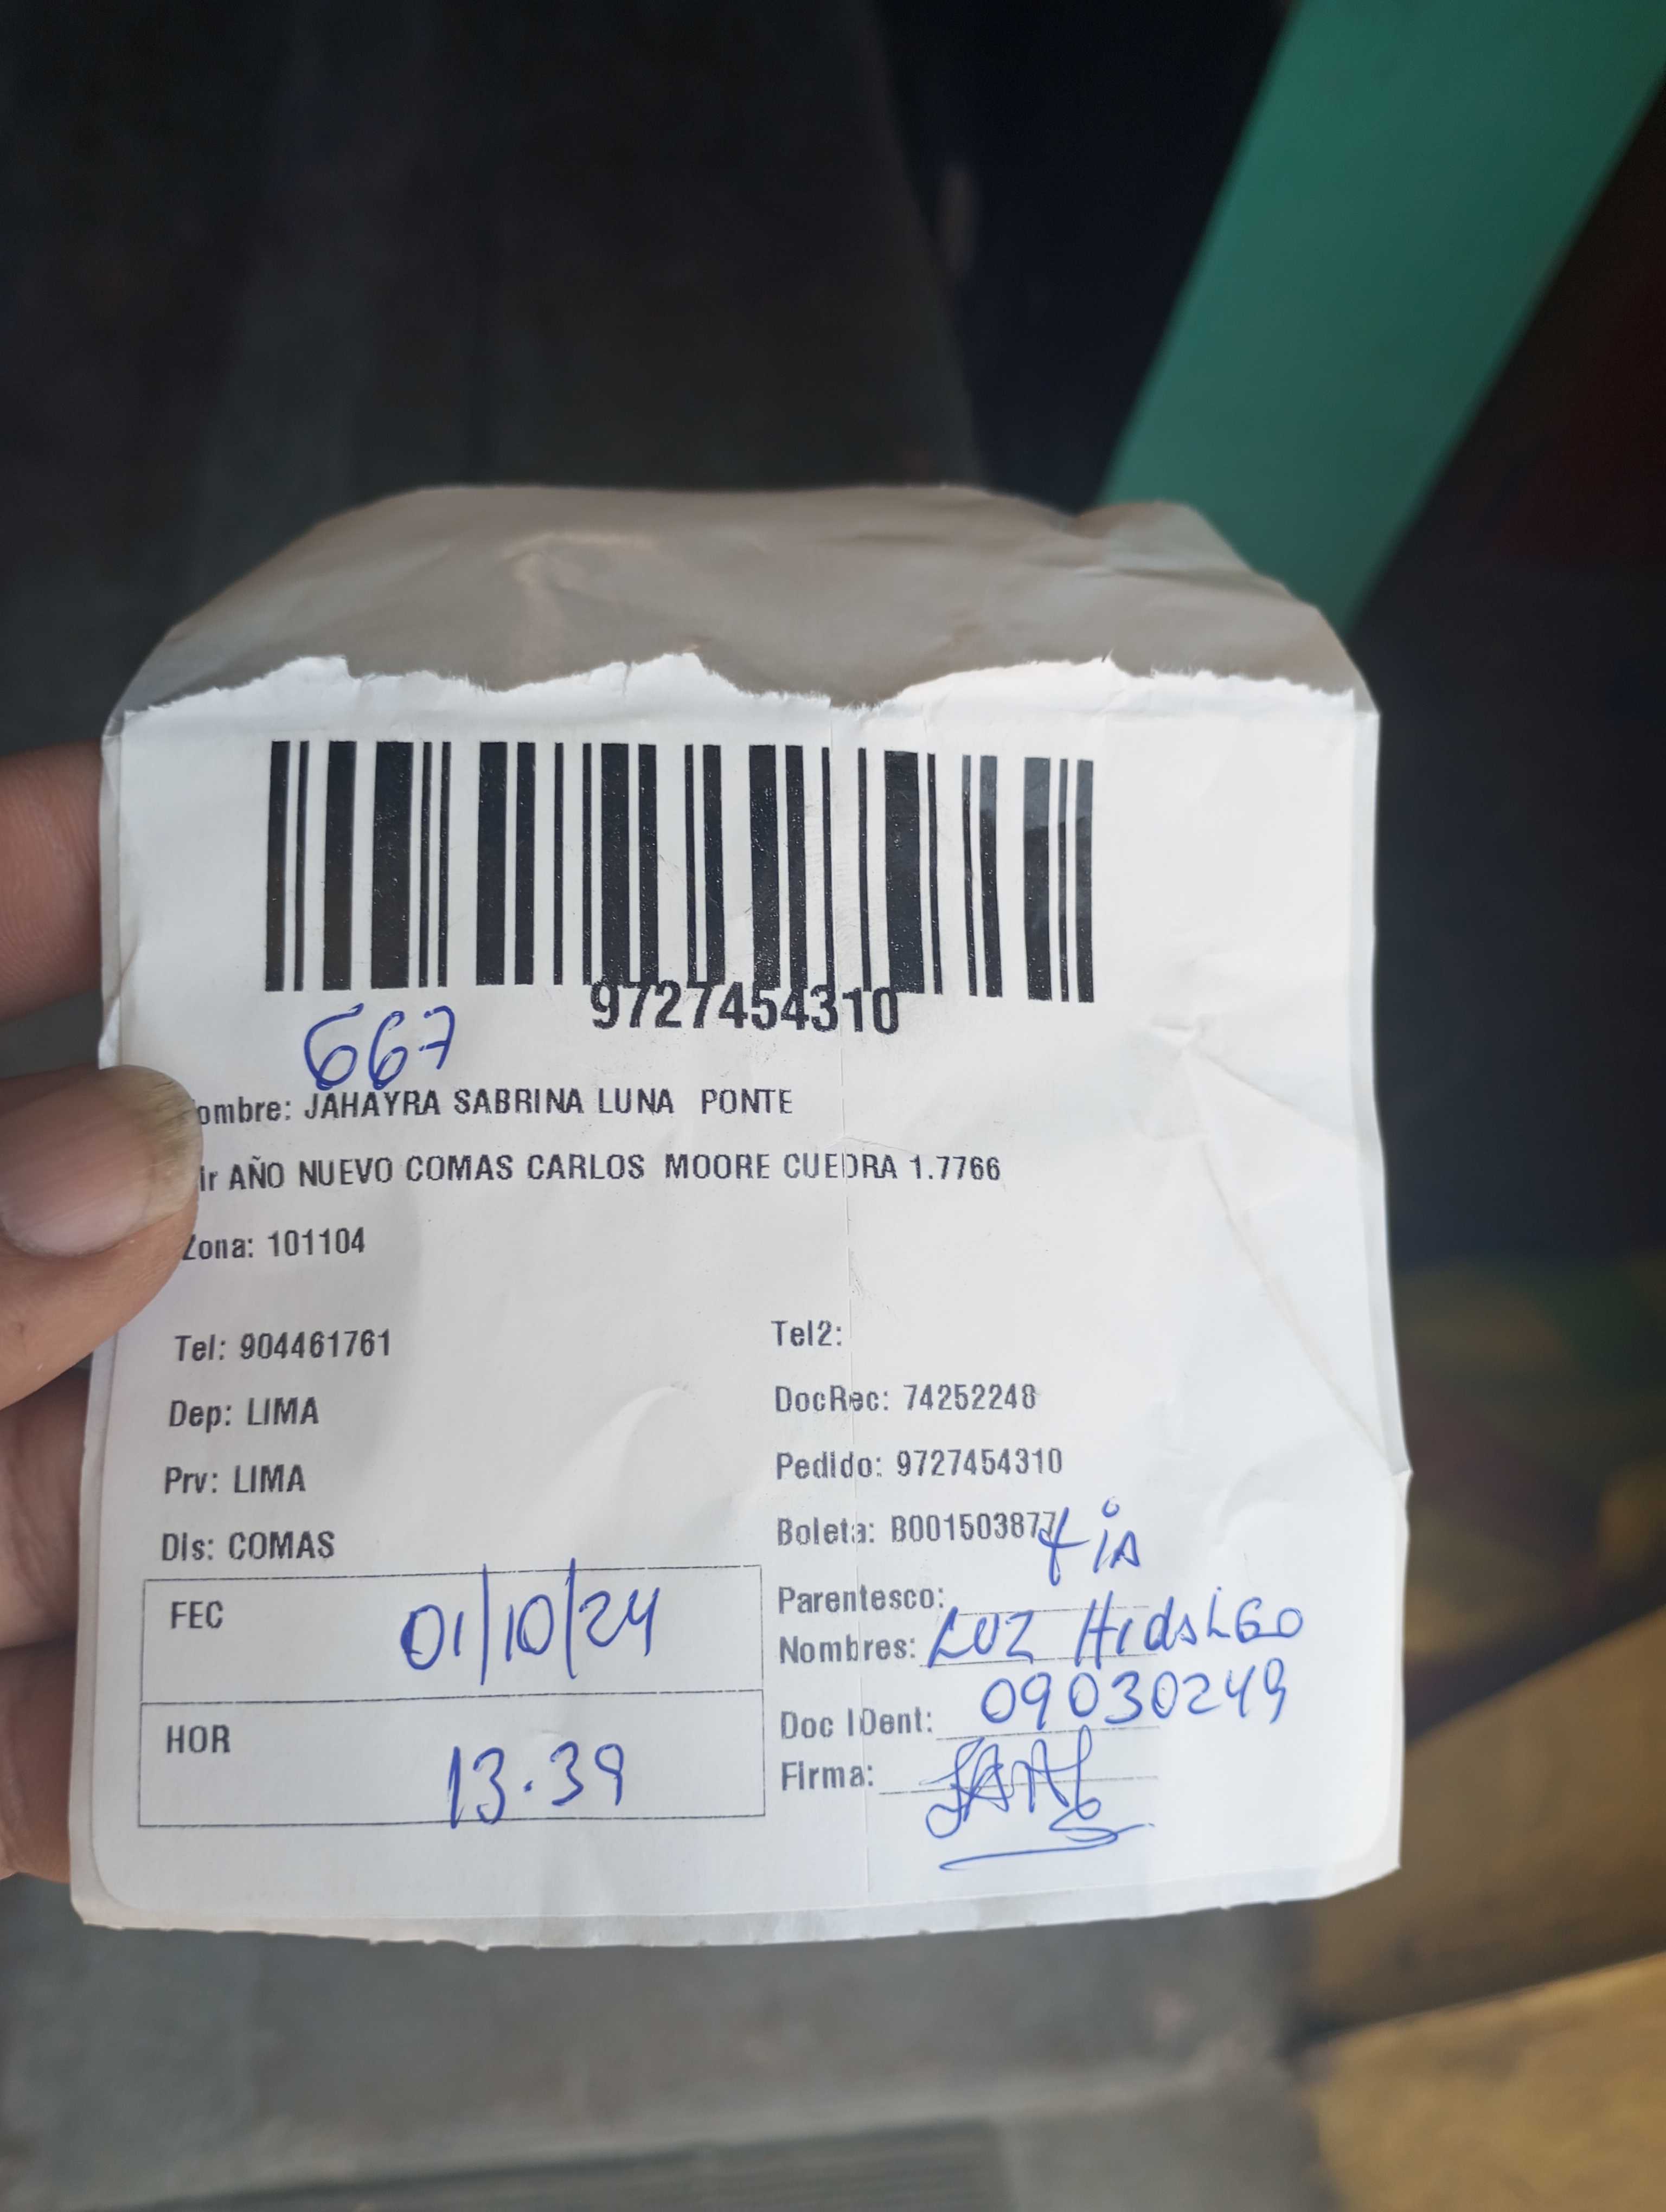 9727454310
667
ombre: JAHAYRA SABRINA LUNA PONTE
ir AÑO NUEVO COMAS CARLOS MOORE CUEDRA 1.7766
Zona: 101104
Tel: 904461761
Tel2:
Dep: LIMA
DocRec: 74252248
Prv: LIMA
Pedido: 9727454310
Dis: COMAS
Boleta: B001503877
FEC 01/10/24
Parentesco: tiA
Nombres: LUZ HidALGO
Doc IDent: 09030249
HOR 13.39
Firma: